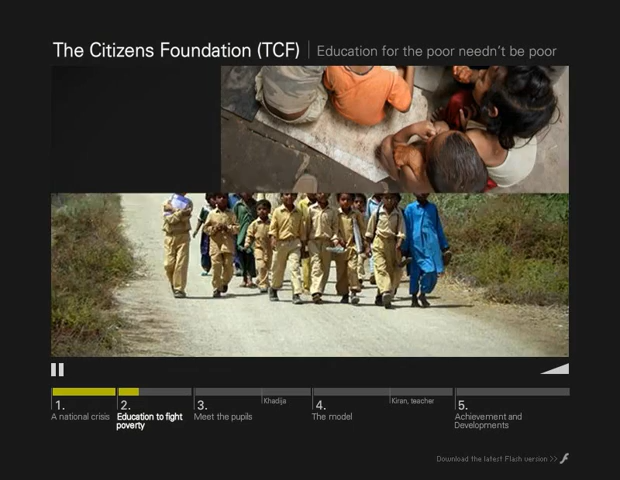 The Citizens Foundation (TCF) | Education for the poor needn't be poor
1.
A national crisis
2.
Education to fight
poverty
3.
Meet the pupils
Khadija
4.
The model
Kiran, teacher
5.
Achievement and
Developments
Download the latest Flash version >>